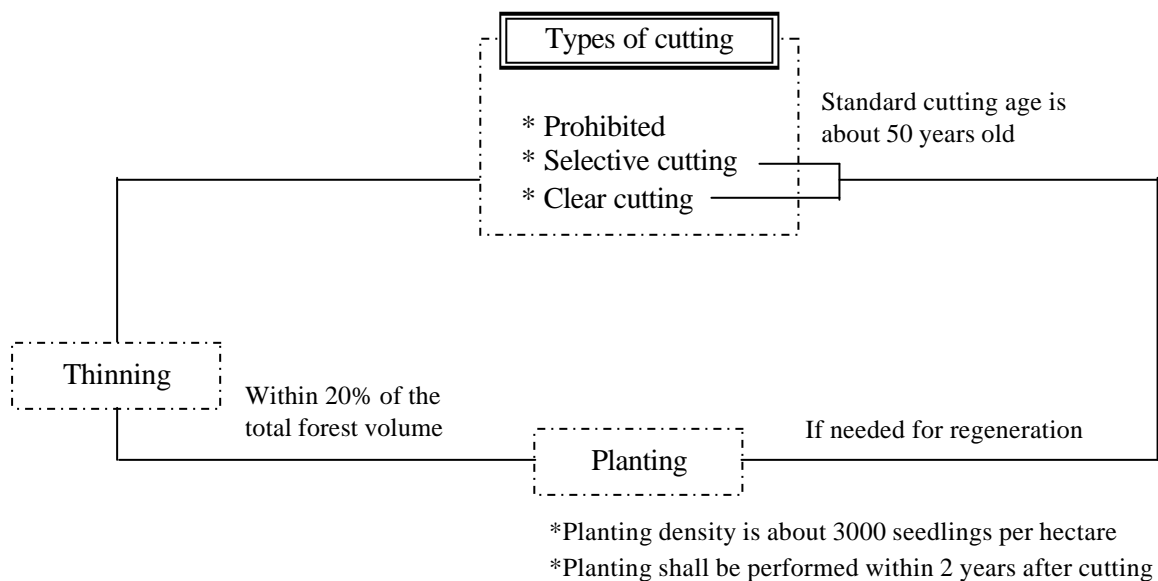 Types of cutting
* Prohibited
* Selective cutting
* Clear cutting
Standard cutting age is
about 50 years old
Thinning
Within 20% of the
total forest volume
Planting
If needed for regeneration
*Planting density is about 3000 seedlings per hectare
*Planting shall be performed within 2 years after cutting